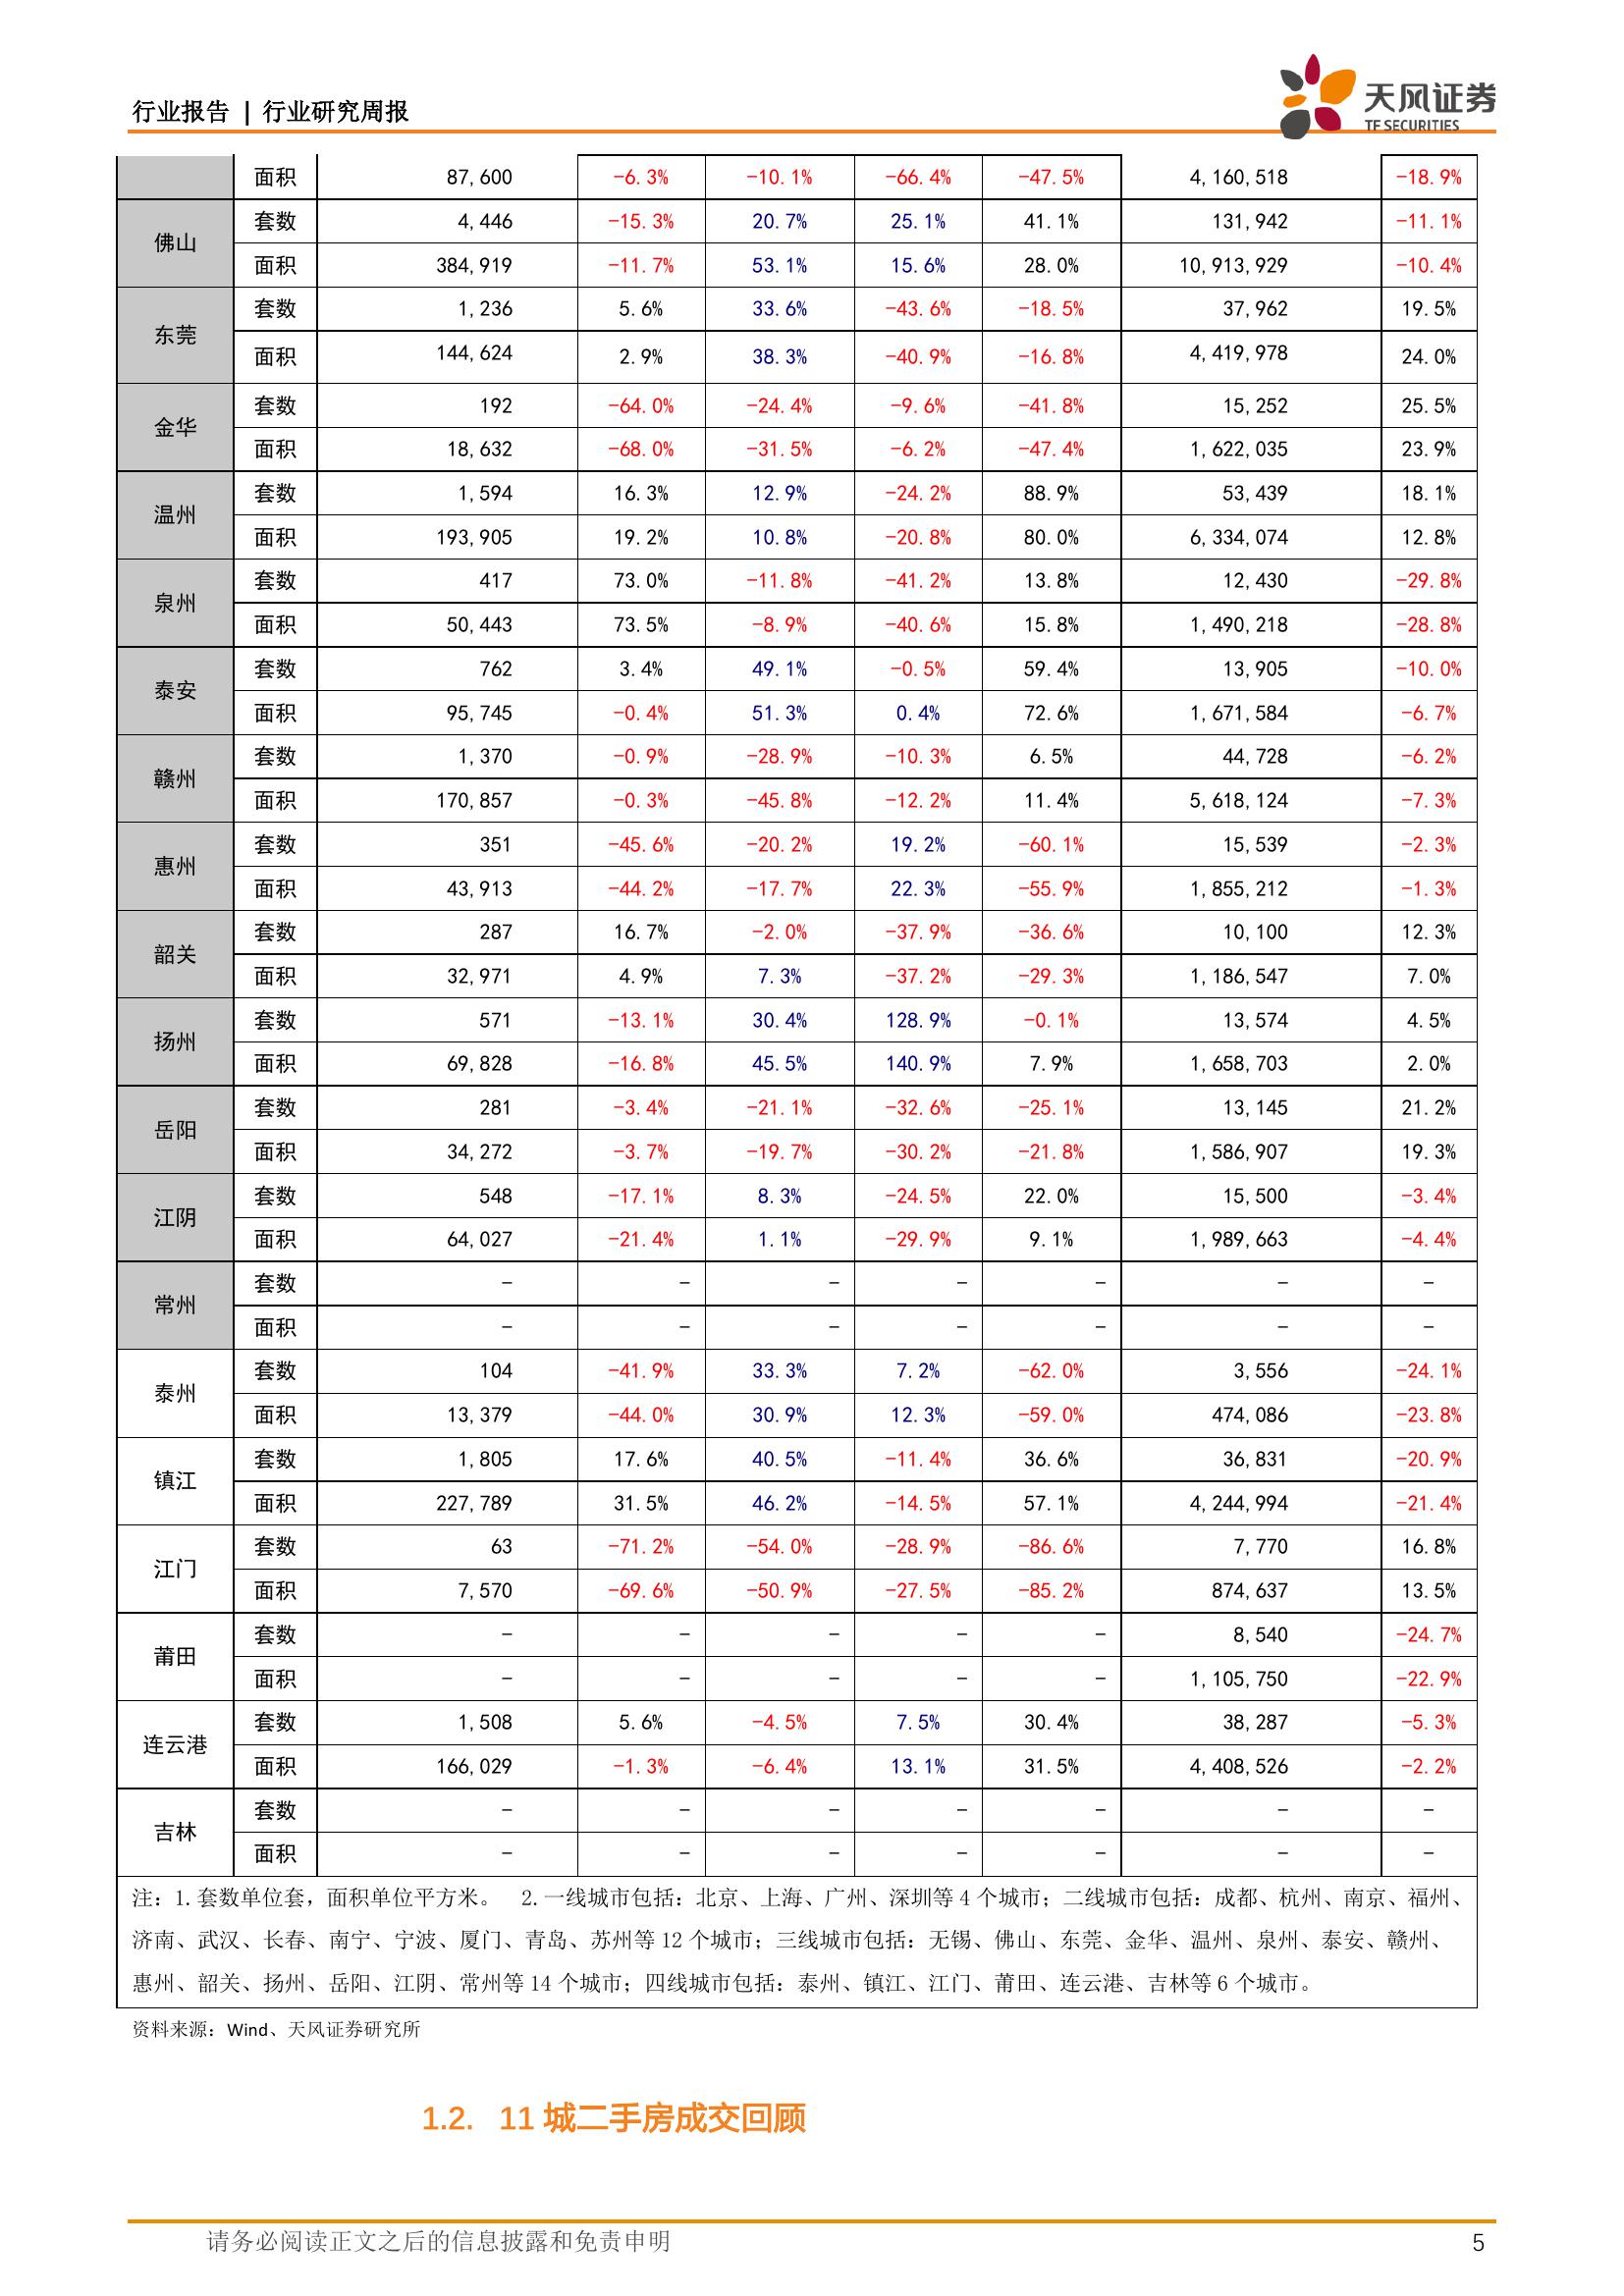 行业报告 | 行业研究周报
天风证券
TF SECURITIES
面积 87,600 -6.3% -10.1% -66.4% -47.5% 4,160,518 -18.9%
佛山 套数 4,446 -15.3% 20.7% 25.1% 41.1% 131,942 -11.1%
面积 384,919 -11.7% 53.1% 15.6% 28.0% 10,913,929 -10.4%
东莞 套数 1,236 5.6% 33.6% -43.6% -18.5% 37,962 19.5%
面积 144,624 2.9% 38.3% -40.9% -16.8% 4,419,978 24.0%
金华 套数 192 -64.0% -24.4% -9.6% -41.8% 15,252 25.5%
面积 18,632 -68.0% -31.5% -6.2% -47.4% 1,622,035 23.9%
温州 套数 1,594 16.3% 12.9% -24.2% 88.9% 53,439 18.1%
面积 193,905 19.2% 10.8% -20.8% 80.0% 6,334,074 12.8%
泉州 套数 417 73.0% -11.8% -41.2% 13.8% 12,430 -29.8%
面积 50,443 73.5% -8.9% -40.6% 15.8% 1,490,218 -28.8%
泰安 套数 762 3.4% 49.1% -0.5% 59.4% 13,905 -10.0%
面积 95,745 -0.4% 51.3% 0.4% 72.6% 1,671,584 -6.7%
赣州 套数 1,370 -0.9% -28.9% -10.3% 6.5% 44,728 -6.2%
面积 170,857 -0.3% -45.8% -12.2% 11.4% 5,618,124 -7.3%
惠州 套数 351 -45.6% -20.2% 19.2% -60.1% 15,539 -2.3%
面积 43,913 -44.2% -17.7% 22.3% -55.9% 1,855,212 -1.3%
韶关 套数 287 16.7% -2.0% -37.9% -36.6% 10,100 12.3%
面积 32,971 4.9% 7.3% -37.2% -29.3% 1,186,547 7.0%
扬州 套数 571 -13.1% 30.4% 128.9% -0.1% 13,574 4.5%
面积 69,828 -16.8% 45.5% 140.9% 7.9% 1,658,703 2.0%
岳阳 套数 281 -3.4% -21.1% -32.6% -25.1% 13,145 21.2%
面积 34,272 -3.7% -19.7% -30.2% -21.8% 1,586,907 19.3%
江阴 套数 548 -17.1% 8.3% -24.5% 22.0% 15,500 -3.4%
面积 64,027 -21.4% 1.1% -29.9% 9.1% 1,989,663 -4.4%
常州 套数 - - - - - - -
面积 - - - - - - -
泰州 套数 104 -41.9% 33.3% 7.2% -62.0% 3,556 -24.1%
面积 13,379 -44.0% 30.9% 12.3% -59.0% 474,086 -23.8%
镇江 套数 1,805 17.6% 40.5% -11.4% 36.6% 36,831 -20.9%
面积 227,789 31.5% 46.2% -14.5% 57.1% 4,244,994 -21.4%
江门 套数 63 -71.2% -54.0% -28.9% -86.6% 7,770 16.8%
面积 7,570 -69.6% -50.9% -27.5% -85.2% 874,637 13.5%
莆田 套数 - - - - - 8,540 -24.7%
面积 - - - - - 1,105,750 -22.9%
连云港 套数 1,508 5.6% -4.5% 7.5% 30.4% 38,287 -5.3%
面积 166,029 -1.3% -6.4% 13.1% 31.5% 4,408,526 -2.2%
吉林 套数 - - - - - - -
面积 - - - - - - -
注：1.套数单位套，面积单位平方米。 2.一线城市包括：北京、上海、广州、深圳等 4 个城市；二线城市包括：成都、杭州、南京、福州、
济南、武汉、长春、南宁、宁波、厦门、青岛、苏州等 12 个城市；三线城市包括：无锡、佛山、东莞、金华、温州、泉州、泰安、赣州、
惠州、韶关、扬州、岳阳、江阴、常州等 14 个城市；四线城市包括：泰州、镇江、江门、莆田、连云港、吉林等 6 个城市。
资料来源：Wind、天风证券研究所
1.2. 11 城二手房成交回顾
请务必阅读正文之后的信息披露和免责申明 5